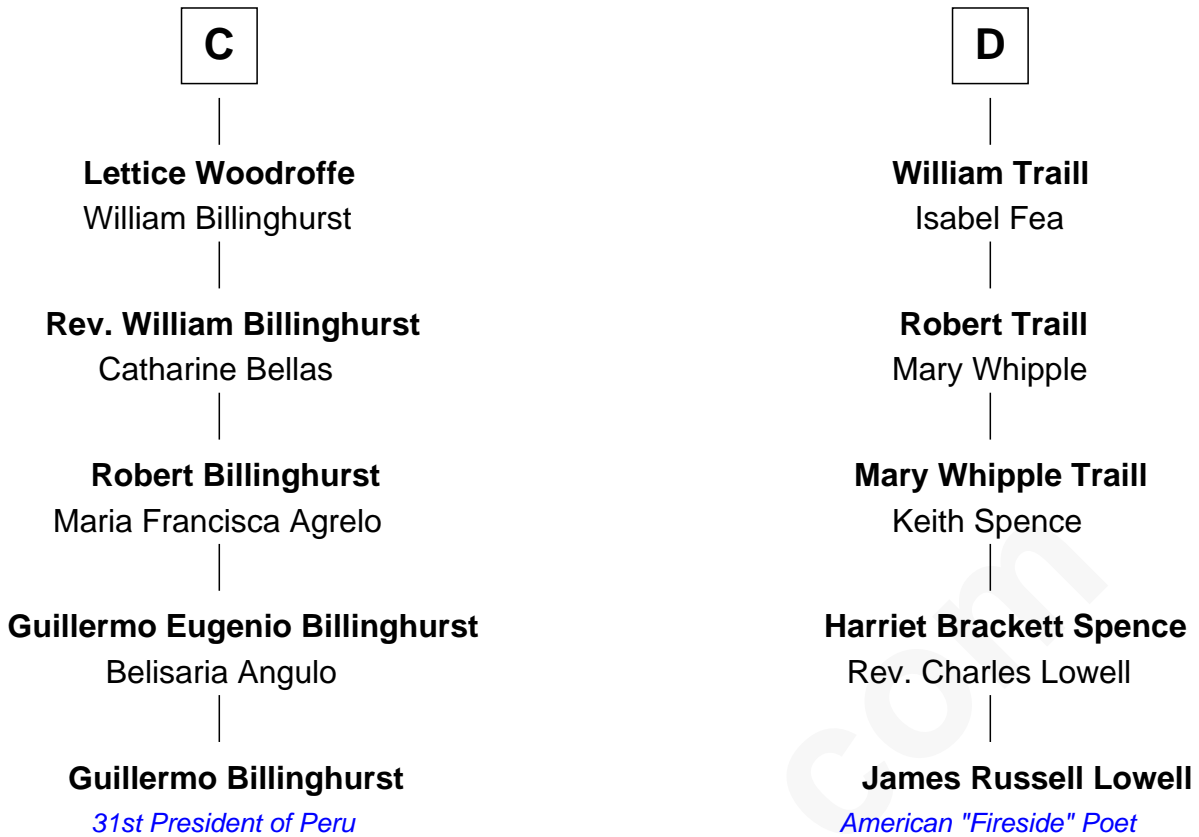 C
Lettice Woodroffe
William Billinghurst
Rev. William Billinghurst
Catharine Bellas
Robert Billinghurst
Maria Francisca Agrelo
Guillermo Eugenio Billinghurst
Belisaria Angulo
Guillermo Billinghurst
31st President of Peru
D
William Traill
Isabel Fea
Robert Traill
Mary Whipple
Mary Whipple Traill
Keith Spence
Harriet Brackett Spence
Rev. Charles Lowell
James Russell Lowell
American "Fireside" Poet
com